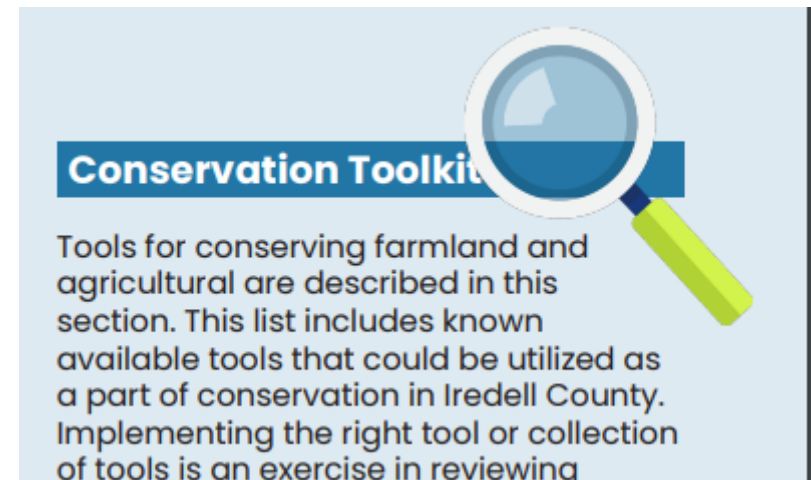 Conservation Toolkit
Tools for conserving farmland and
agricultural are described in this
section. This list includes known
available tools that could be utilized as
a part of conservation in Iredell County.
Implementing the right tool or collection
of tools is an exercise in reviewing